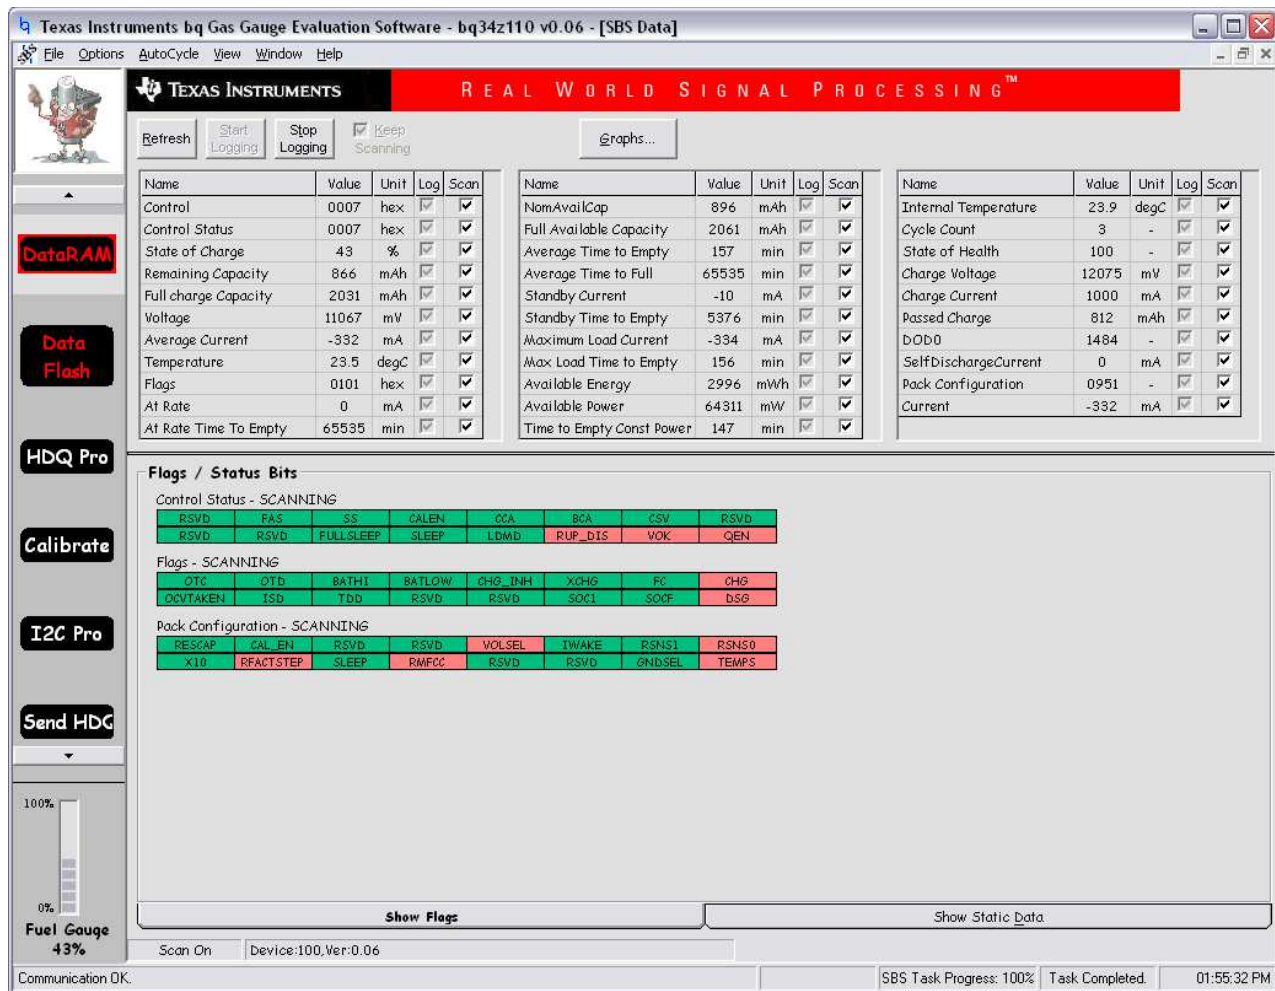 Texas Instruments bq Gas Gauge Evaluation Software - bq34z110 v0.06 - [SBS Data]
File Options AutoCycle View Window Help
TEXAS INSTRUMENTS REAL WORLD SIGNAL PROCESSING™
Refresh Start Logging Stop Logging Keep Scanning Graphs...
Name Value Unit Log Scan Name Value Unit Log Scan Name Value Unit Log Scan
Control 0007 hex NomAvailCap 896 mAh Internal Temperature 23.9 degC
Control Status 0007 hex Full Available Capacity 2061 mAh Cycle Count 3 -
State of Charge 43 % Average Time to Empty 157 min State of Health 100 -
Remaining Capacity 866 mAh Average Time to Full 65535 min Charge Voltage 12075 mV
Full charge Capacity 2031 mAh Standby Current -10 mA Charge Current 1000 mA
Voltage 11067 mV Standby Time to Empty 5376 min Passed Charge 812 mAh
Average Current -332 mA Maximum Load Current -334 mA DOD0 1484 -
Temperature 23.5 degC Max Load Time to Empty 156 min SelfDischargeCurrent 0 mA
Flags 0101 hex Available Energy 2996 mWh Pack Configuration 0951 -
At Rate 0 mA Available Power 64311 mW Current -332 mA
At Rate Time To Empty 65535 min Time to Empty Const Power 147 min
DataRAM
Data Flash
HDQ Pro
Calibrate
I2C Pro
Send HDG
100%
0%
Fuel Gauge
43%
Flags / Status Bits
Control Status - SCANNING
RSVD FAS SS CALEN CCA BCA CSV RSVD
RSVD RSVD FULLSLEEP SLEEP LDMD RUP_DIS VOK QEN
Flags - SCANNING
OTC OTD BATHI BATLOW CHG_INH XCHG FC CHG
OCVTAKEN ISD TDD RSVD RSVD SOC1 SOCF DSG
Pack Configuration - SCANNING
RESCAP CAL_EN RSVD RSVD VOLSEL IWAKE RSNS1 RSNS0
X10 RFACTSTEP SLEEP RMFCC RSVD RSVD GNDSEL TEMPS
Show Flags Show Static Data
Scan On Device:100,Ver:0.06
Communication OK. SBS Task Progress: 100% Task Completed. 01:55:32 PM